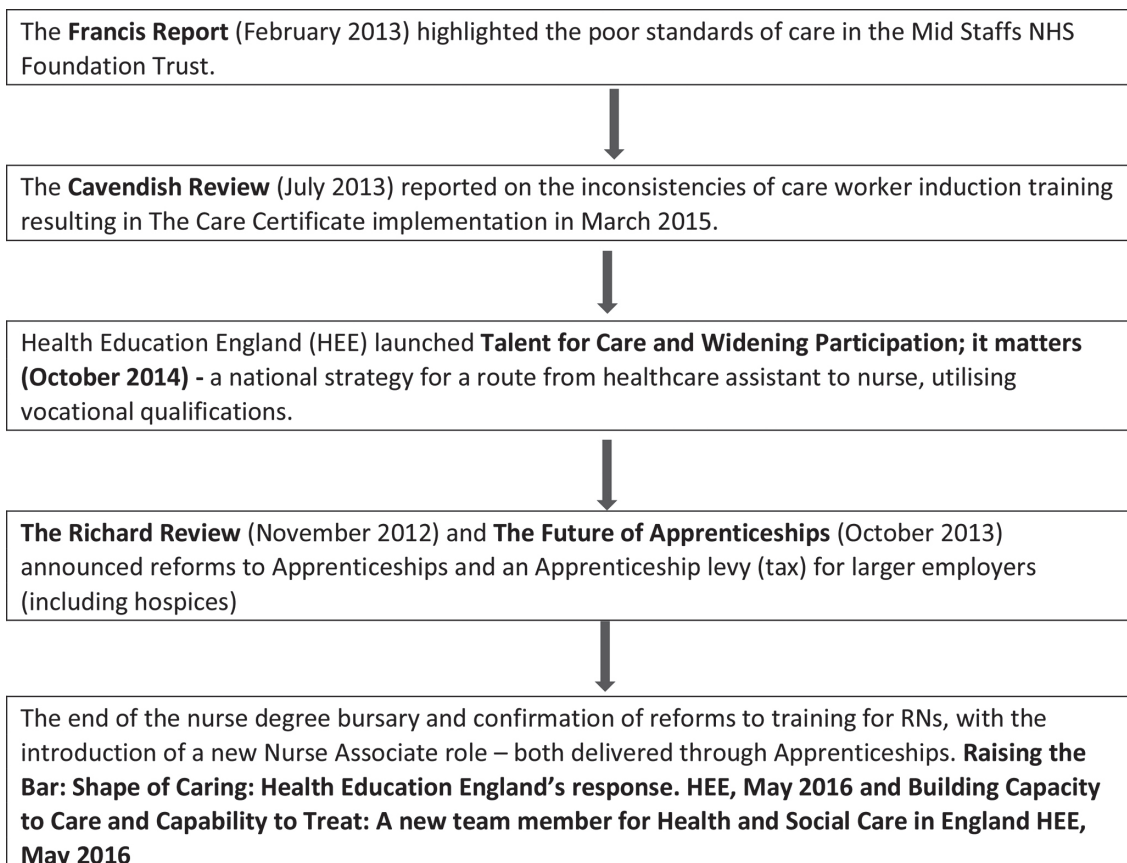 The Francis Report (February 2013) highlighted the poor standards of care in the Mid Staffs NHS
Foundation Trust.
The Cavendish Review (July 2013) reported on the inconsistencies of care worker induction training
resulting in The Care Certificate implementation in March 2015.
Health Education England (HEE) launched Talent for Care and Widening Participation; it matters
(October 2014) - a national strategy for a route from healthcare assistant to nurse, utilising
vocational qualifications.
The Richard Review (November 2012) and The Future of Apprenticeships (October 2013)
announced reforms to Apprenticeships and an Apprenticeship levy (tax) for larger employers
(including hospices)
The end of the nurse degree bursary and confirmation of reforms to training for RNs, with the
introduction of a new Nurse Associate role – both delivered through Apprenticeships. Raising the
Bar: Shape of Caring: Health Education England’s response. HEE, May 2016 and Building Capacity
to Care and Capability to Treat: A new team member for Health and Social Care in England HEE,
May 2016